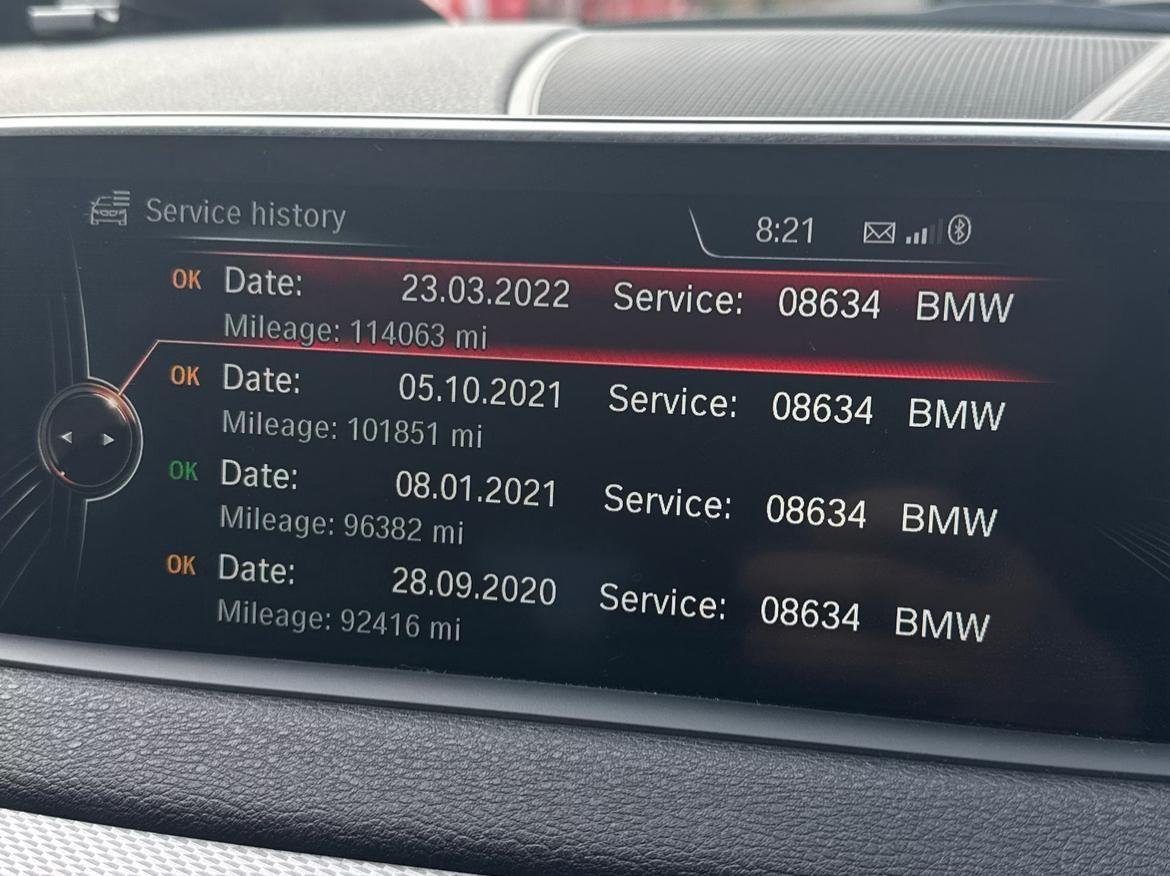 Service history 8:21
OK Date: 23.03.2022 Service: 08634 BMW
Mileage: 114063 mi
OK Date: 05.10.2021 Service: 08634 BMW
Mileage: 101851 mi
OK Date: 08.01.2021 Service: 08634 BMW
Mileage: 96382 mi
OK Date: 28.09.2020 Service: 08634 BMW
Mileage: 92416 mi